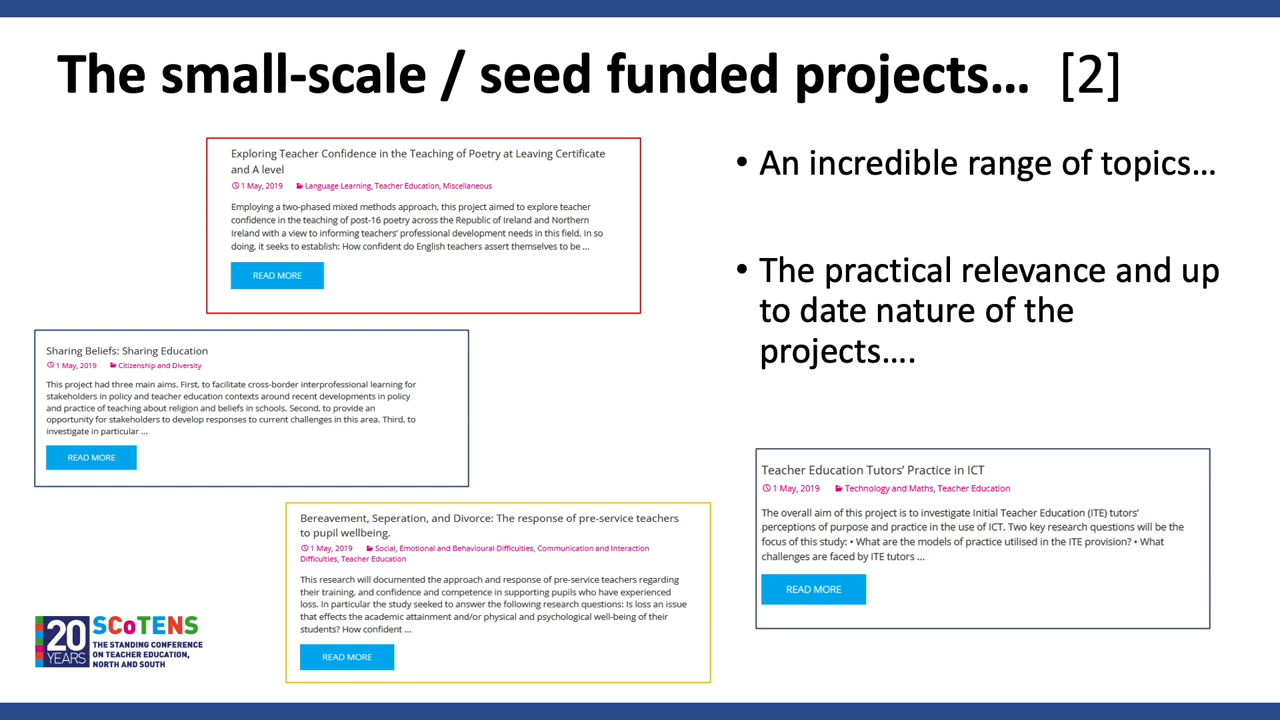 The small-scale / seed funded projects… [2]
Exploring Teacher Confidence in the Teaching of Poetry at Leaving Certificate
and A level
1 May, 2019 Language Learning, Teacher Education, Miscellaneous
Employing a two-phased mixed methods approach, this project aimed to explore teacher
confidence in the teaching of post-16 poetry across the Republic of Ireland and Northern
Ireland with a view to informing teachers' professional development needs in this field. In so
doing, it seeks to establish: How confident do English teachers assert themselves to be ...
READ MORE
• An incredible range of topics…
• The practical relevance and up
to date nature of the
projects….
Sharing Beliefs: Sharing Education
1 May, 2019 Citizenship and Diversity
This project had three main aims. First, to facilitate cross-border interprofessional learning for
stakeholders in policy and teacher education contexts around recent developments in policy
and practice of teaching about religion and beliefs in schools. Second, to provide an
opportunity for stakeholders to develop responses to current challenges in this area. Third, to
investigate in particular ...
READ MORE
Teacher Education Tutors' Practice in ICT
1 May, 2019 Technology and Maths, Teacher Education
The overall aim of this project is to investigate Initial Teacher Education (ITE) tutors'
perceptions of purpose and practice in the use of ICT. Two key research questions will be the
focus of this study: • What are the models of practice utilised in the ITE provision? • What
challenges are faced by ITE tutors ...
READ MORE
Bereavement, Seperation, and Divorce: The response of pre-service teachers
to pupil wellbeing.
1 May, 2019 Social, Emotional and Behavioural Difficulties, Communication and Interaction
Difficulties, Teacher Education
This research will documented the approach and response of pre-service teachers regarding
their training, and confidence and competence in supporting pupils who have experienced
loss. In particular the study seeked to answer the following research questions: Is loss an issue
that effects the academic attainment and/or physical and psychological well-being of their
students? How confident ...
READ MORE
20
YEARS
SCoTENS
THE STANDING CONFERENCE
ON TEACHER EDUCATION,
NORTH AND SOUTH